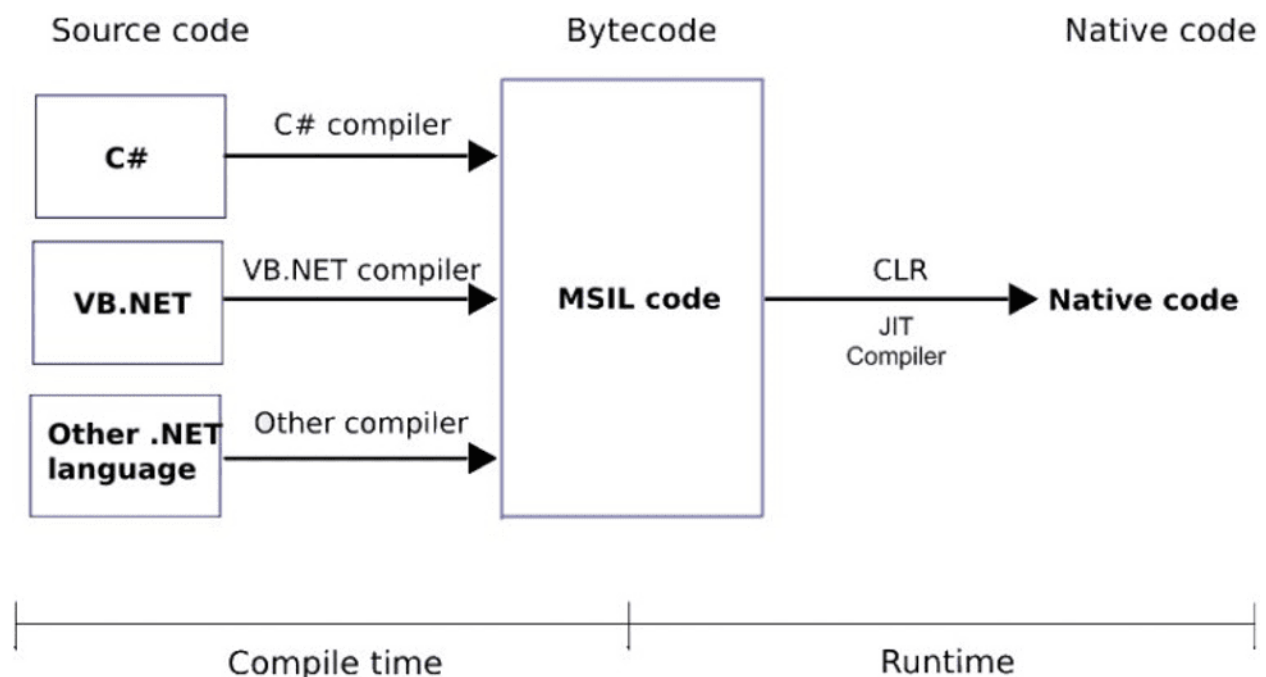 Source code
Bytecode
Native code
C#
C# compiler
VB.NET
VB.NET compiler
Other .NET
language
Other compiler
MSIL code
CLR
JIT
Compiler
Native code
Compile time
Runtime